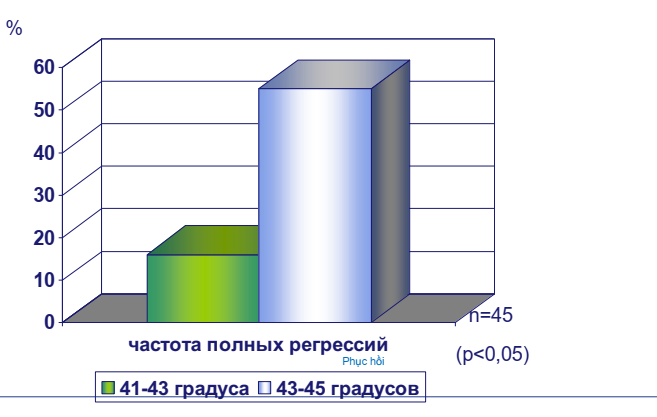 %
60
50
40
30
20
10
0
n=45
частота полных регрессий
Phục hồi
(p<0,05)
41-43 градуса 43-45 градусов